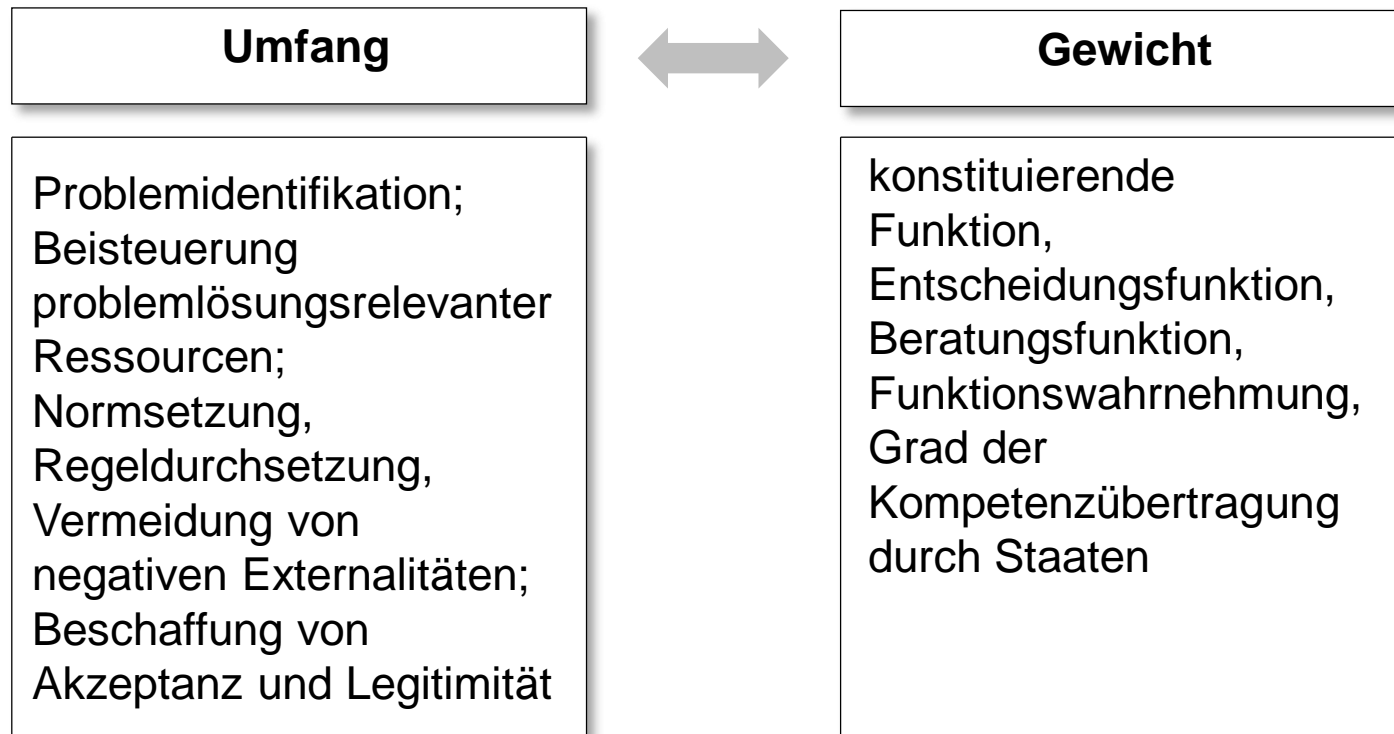 Umfang
Gewicht
Problemidentifikation;
Beisteuerung
problemlösungsrelevanter
Ressourcen;
Normsetzung,
Regeldurchsetzung,
Vermeidung von
negativen Externalitäten;
Beschaffung von
Akzeptanz und Legitimität
konstituierende
Funktion,
Entscheidungsfunktion,
Beratungsfunktion,
Funktionswahrnehmung,
Grad der
Kompetenzübertragung
durch Staaten